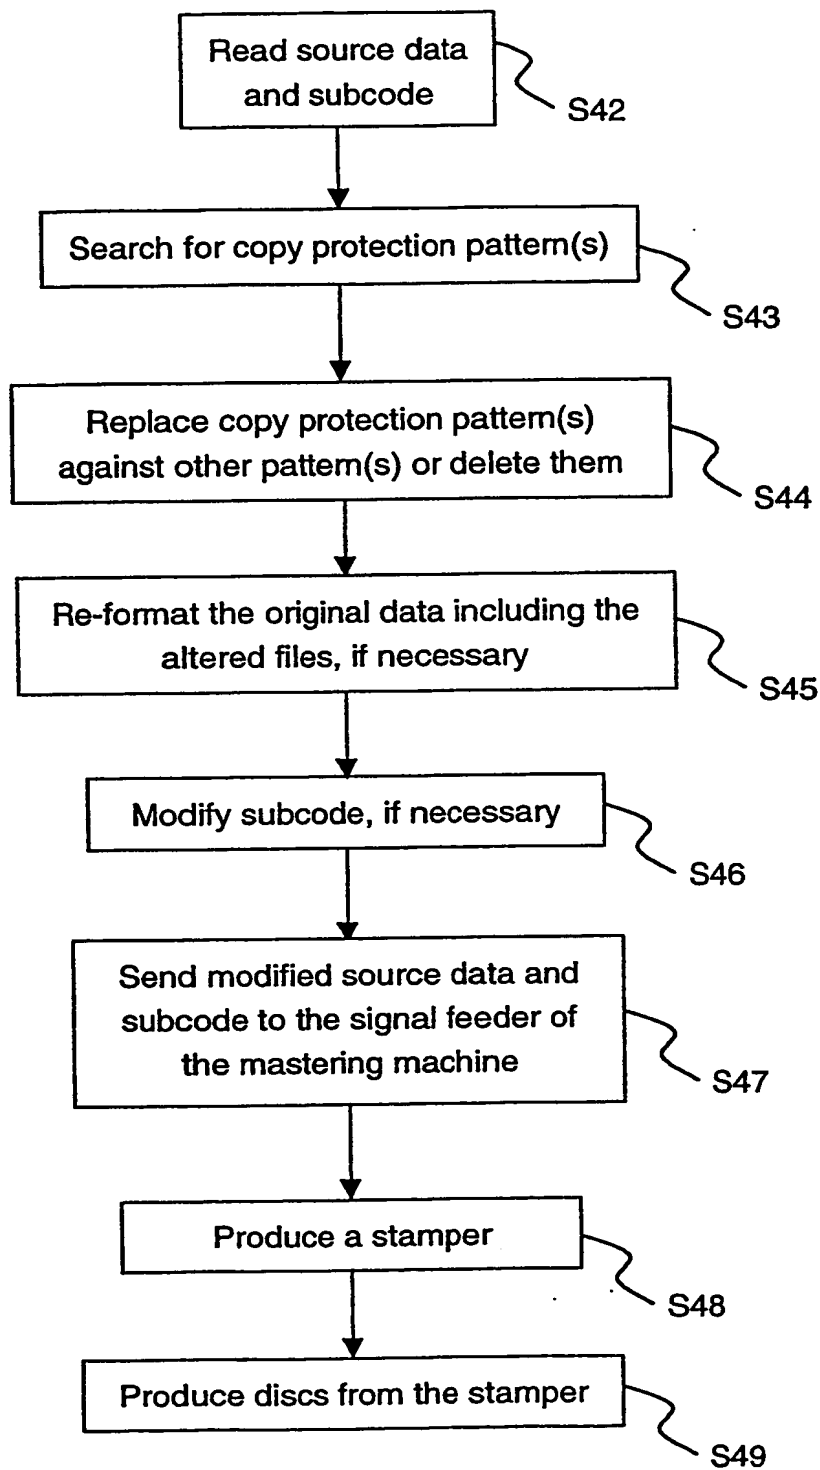 Read source data
and subcode
S42
Search for copy protection pattern(s)
S43
Replace copy protection pattern(s)
against other pattern(s) or delete them
S44
Re-format the original data including the
altered files, if necessary
S45
Modify subcode, if necessary
S46
Send modified source data and
subcode to the signal feeder of
the mastering machine
S47
Produce a stamper
S48
Produce discs from the stamper
S49